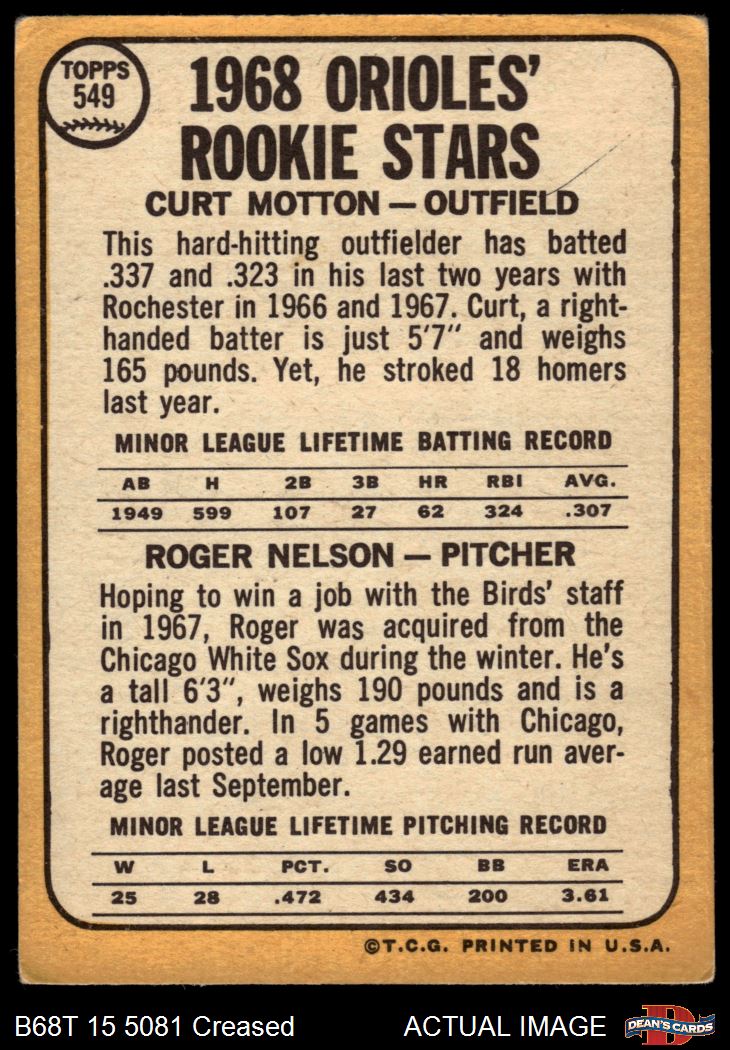 TOPPS
549
1968 ORIOLES'
ROOKIE STARS
CURT MOTTON — OUTFIELD
This hard-hitting outfielder has batted
.337 and .323 in his last two years with
Rochester in 1966 and 1967. Curt, a right-
handed batter is just 5'7" and weighs
165 pounds. Yet, he stroked 18 homers
last year.
MINOR LEAGUE LIFETIME BATTING RECORD
AB H 2B 3B HR RBI AVG.
1949 599 107 27 62 324 .307
ROGER NELSON — PITCHER
Hoping to win a job with the Birds' staff
in 1967, Roger was acquired from the
Chicago White Sox during the winter. He's
a tall 6'3", weighs 190 pounds and is a
righthander. In 5 games with Chicago,
Roger posted a low 1.29 earned run aver-
age last September.
MINOR LEAGUE LIFETIME PITCHING RECORD
W L PCT. SO BB ERA
25 28 .472 434 200 3.61
©T.C.G. PRINTED IN U.S.A.
B68T 15 5081 Creased ACTUAL IMAGE
D
DEAN'S CARDS